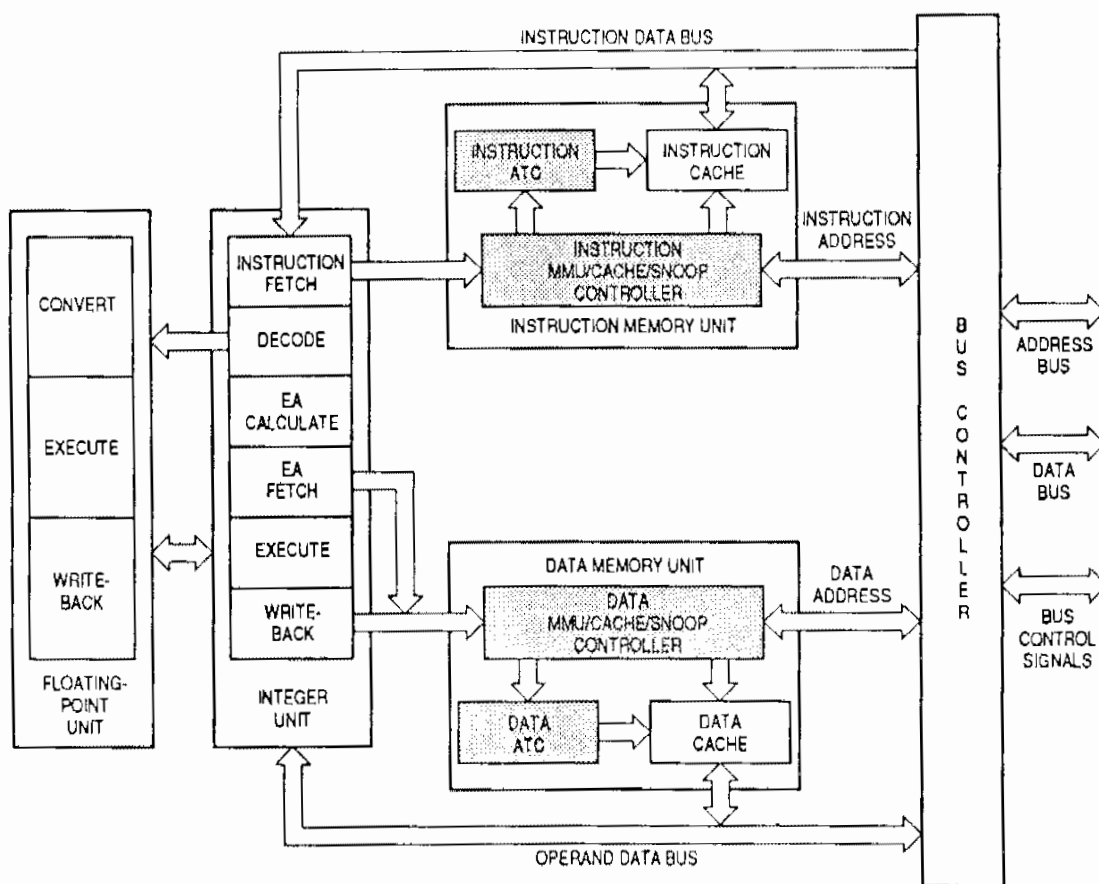 INSTRUCTION DATA BUS
INSTRUCTION
ATC
INSTRUCTION
CACHE
INSTRUCTION
MMU/CACHE/SNOOP
CONTROLLER
INSTRUCTION MEMORY UNIT
INSTRUCTION
ADDRESS
CONVERT
EXECUTE
WRITE-
BACK
FLOATING-
POINT
UNIT
INSTRUCTION
FETCH
DECODE
EA
CALCULATE
EA
FETCH
EXECUTE
WRITE-
BACK
INTEGER
UNIT
DATA MEMORY UNIT
DATA
MMU/CACHE/SNOOP
CONTROLLER
DATA
ATC
DATA
CACHE
DATA
ADDRESS
OPERAND DATA BUS
BUS CONTROLLER
ADDRESS
BUS
DATA
BUS
BUS
CONTROL
SIGNALS